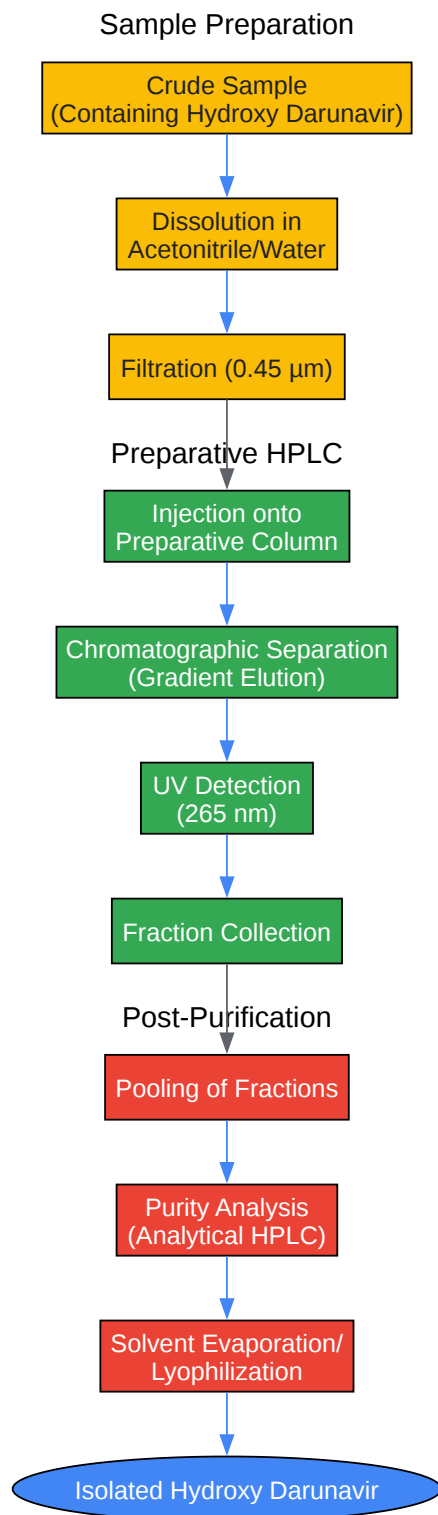 Sample Preparation
Crude Sample
(Containing Hydroxy Darunavir)
Dissolution in
Acetonitrile/Water
Filtration (0.45 µm)
Preparative HPLC
Injection onto
Preparative Column
Chromatographic Separation
(Gradient Elution)
UV Detection
(265 nm)
Fraction Collection
Post-Purification
Pooling of Fractions
Purity Analysis
(Analytical HPLC)
Solvent Evaporation/
Lyophilization
Isolated Hydroxy Darunavir